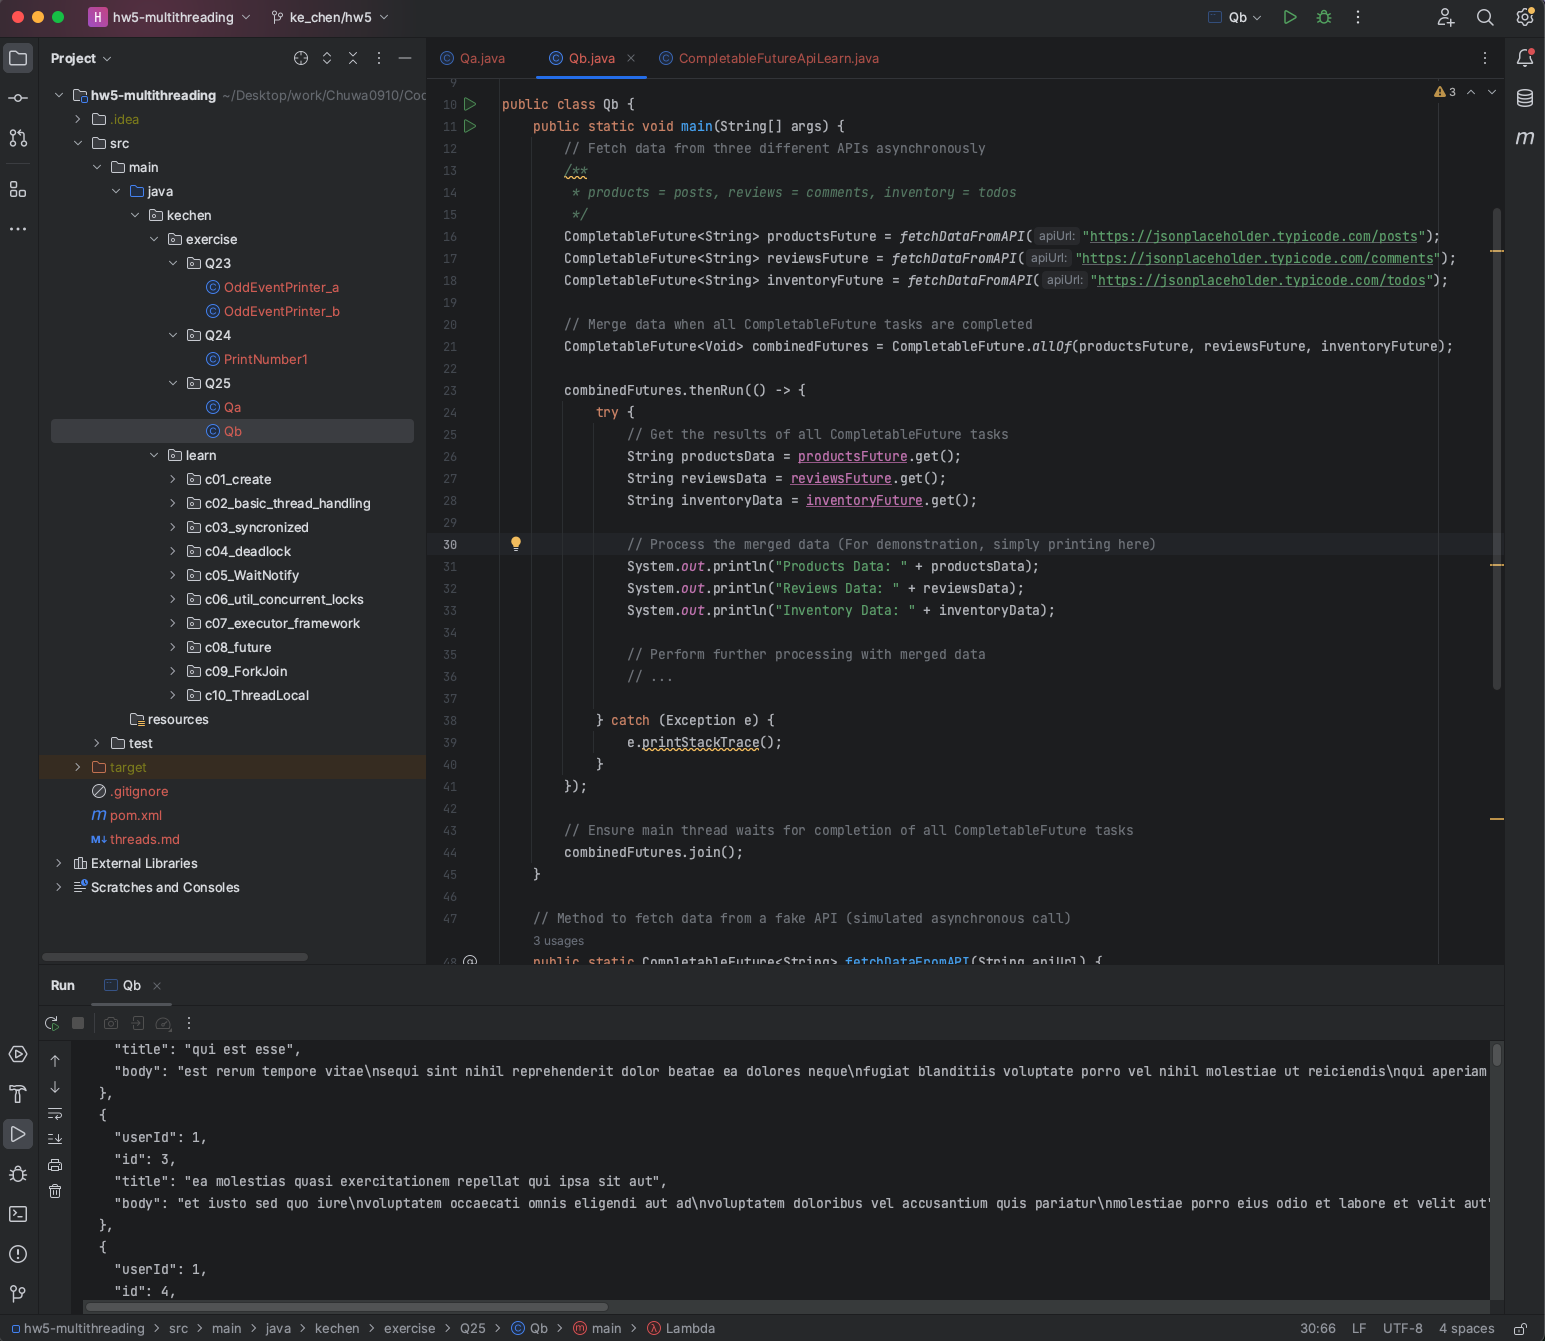 H hw5-multithreading ke_chen/hw5 Qb
Project
Qa.java Qb.java CompletableFutureApiLearn.java
hw5-multithreading ~/Desktop/work/Chuwa0910/Coc
.idea
src
main
java
kechen
exercise
Q23
OddEventPrinter_a
OddEventPrinter_b
Q24
PrintNumber1
Q25
Qa
Qb
learn
c01_create
c02_basic_thread_handling
c03_syncronized
c04_deadlock
c05_WaitNotify
c06_util_concurrent_locks
c07_executor_framework
c08_future
c09_ForkJoin
c10_ThreadLocal
resources
test
target
.gitignore
pom.xml
threads.md
External Libraries
Scratches and Consoles
3
9
10 public class Qb {
11 public static void main(String[] args) {
12 // Fetch data from three different APIs asynchronously
13 /**
14 * products = posts, reviews = comments, inventory = todos
15 */
16 CompletableFuture<String> productsFuture = fetchDataFromAPI( apiUrl: "https://jsonplaceholder.typicode.com/posts");
17 CompletableFuture<String> reviewsFuture = fetchDataFromAPI( apiUrl: "https://jsonplaceholder.typicode.com/comments");
18 CompletableFuture<String> inventoryFuture = fetchDataFromAPI( apiUrl: "https://jsonplaceholder.typicode.com/todos");
19
20 // Merge data when all CompletableFuture tasks are completed
21 CompletableFuture<Void> combinedFutures = CompletableFuture.allOf(productsFuture, reviewsFuture, inventoryFuture);
22
23 combinedFutures.thenRun(() -> {
24 try {
25 // Get the results of all CompletableFuture tasks
26 String productsData = productsFuture.get();
27 String reviewsData = reviewsFuture.get();
28 String inventoryData = inventoryFuture.get();
29
30 // Process the merged data (For demonstration, simply printing here)
31 System.out.println("Products Data: " + productsData);
32 System.out.println("Reviews Data: " + reviewsData);
33 System.out.println("Inventory Data: " + inventoryData);
34
35 // Perform further processing with merged data
36 // ...
37
38 } catch (Exception e) {
39 e.printStackTrace();
40 }
41 });
42
43 // Ensure main thread waits for completion of all CompletableFuture tasks
44 combinedFutures.join();
45 }
46
47 // Method to fetch data from a fake API (simulated asynchronous call)
3 usages
48 public static CompletableFuture<String> fetchDataFromAPI(String apiUrl) {
Run Qb
"title": "qui est esse",
"body": "est rerum tempore vitae\nsequi sint nihil reprehenderit dolor beatae ea dolores neque\nfugiat blanditiis voluptate porro vel nihil molestiae ut reiciendis\nqui aperiam
},
{
"userId": 1,
"id": 3,
"title": "ea molestias quasi exercitationem repellat qui ipsa sit aut",
"body": "et iusto sed quo iure\nvoluptatem occaecati omnis eligendi aut ad\nvoluptatem doloribus vel accusantium quis pariatur\nmolestiae porro eius odio et labore et velit aut"
},
{
"userId": 1,
"id": 4,
hw5-multithreading > src > main > java > kechen > exercise > Q25 > Qb > main > Lambda 30:66 LF UTF-8 4 spaces